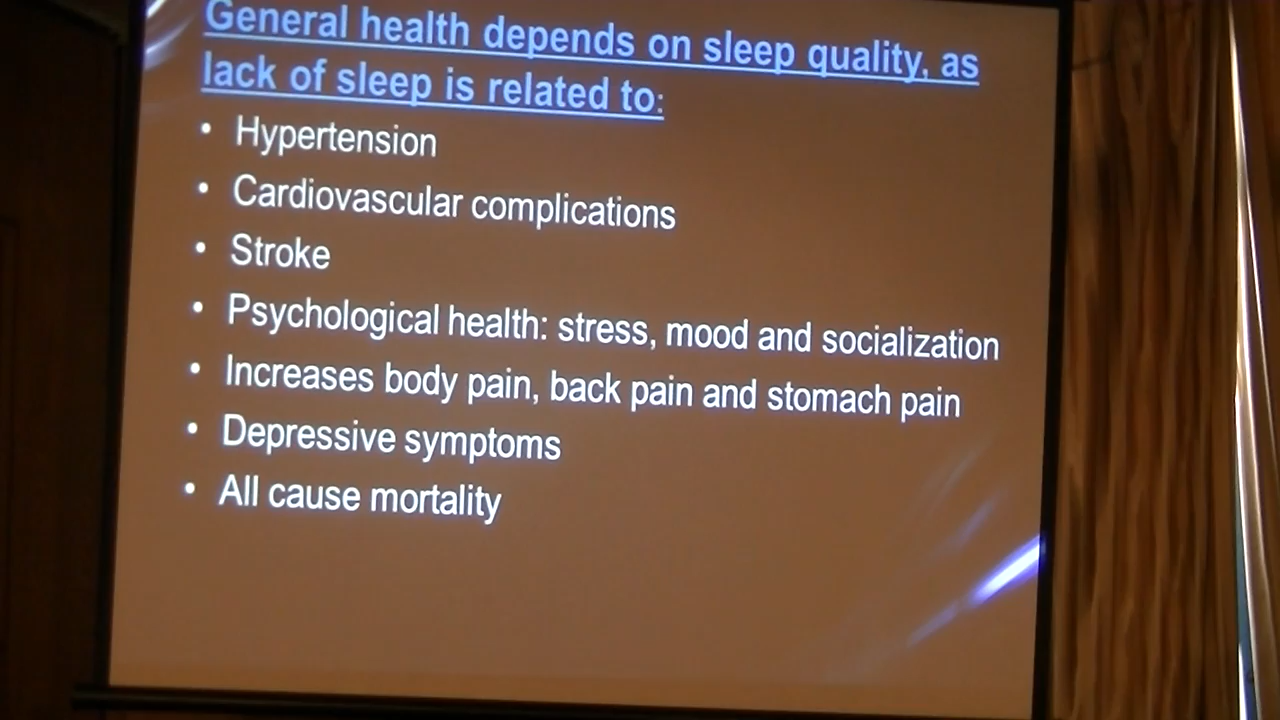 General health depends on sleep quality, as
lack of sleep is related to:
• Hypertension
• Cardiovascular complications
• Stroke
• Psychological health: stress, mood and socialization
• Increases body pain, back pain and stomach pain
• Depressive symptoms
• All cause mortality